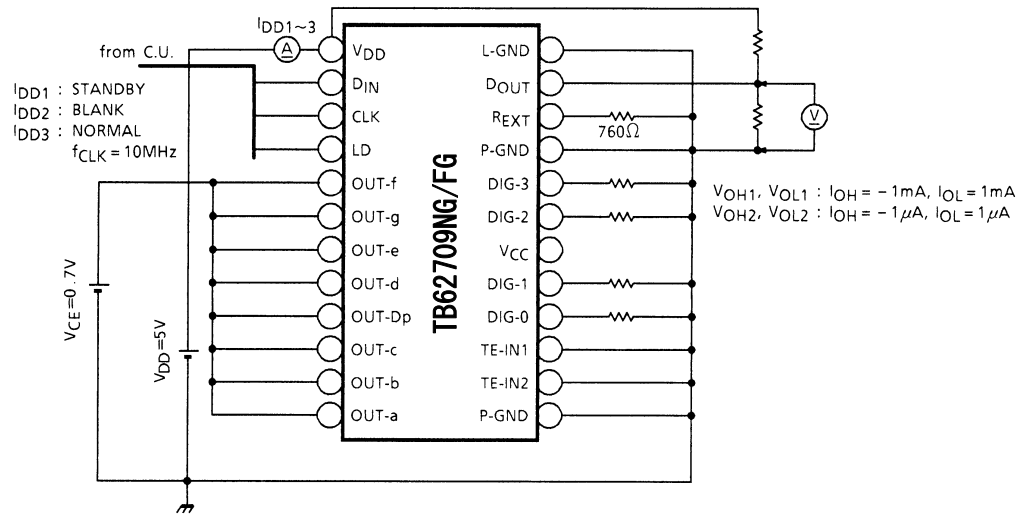 IDD1~3
A
from C.U.
IDD1 : STANDBY
IDD2 : BLANK
IDD3 : NORMAL
fCLK = 10MHz
VDD
DIN
CLK
LD
OUT-f
OUT-g
OUT-e
OUT-d
OUT-Dp
OUT-c
OUT-b
OUT-a
TB62709NG/FG
L-GND
DOUT
REXT
P-GND
DIG-3
DIG-2
VCC
DIG-1
DIG-0
TE-IN1
TE-IN2
P-GND
760Ω
V
VOH1, VOL1 : IOH = −1mA, IOL = 1mA
VOH2, VOL2 : IOH = −1μA, IOL = 1μA
VCE=0.7V
VDD=5V